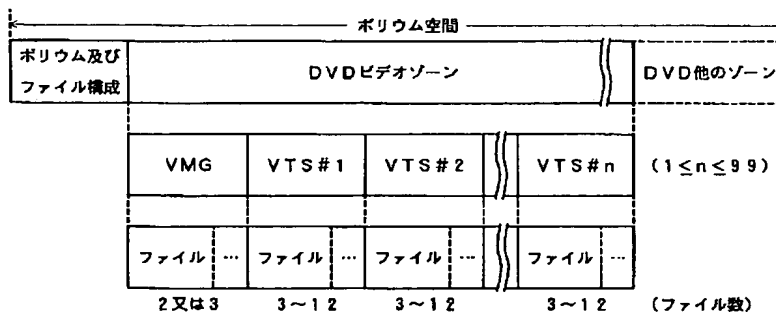 ボリウム空間
ボリウム及び
ファイル構成
DVDビデオゾーン
DVD他のゾーン
VMG
VTS#1
VTS#2
VTS#n
(1≦n≦99)
ファイル
…
ファイル
…
ファイル
…
ファイル
…
2又は3
3~12
3~12
3~12
(ファイル数)